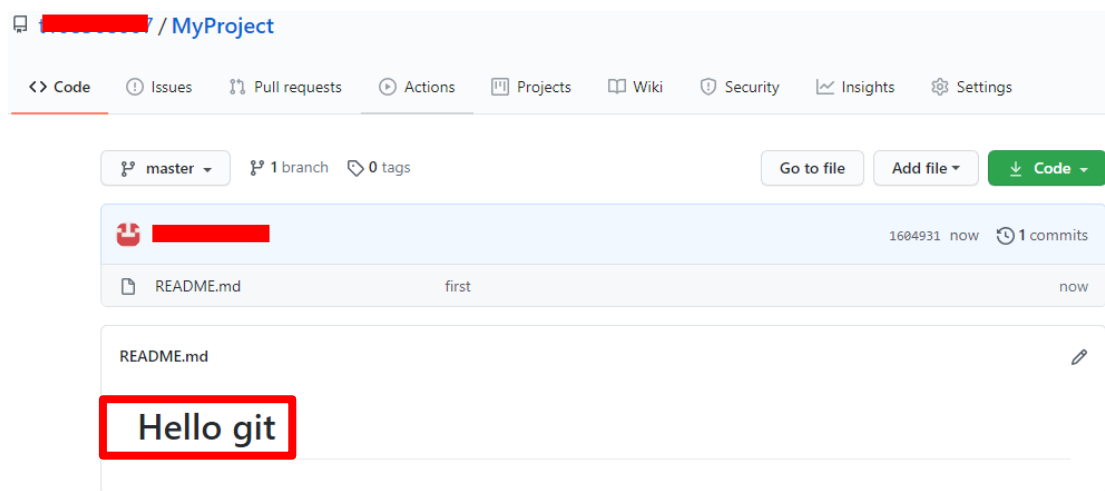 / MyProject
Code Issues Pull requests Actions Projects Wiki Security Insights Settings
master 1 branch 0 tags Go to file Add file Code
1604931 now 1 commits
README.md first now
README.md
Hello git